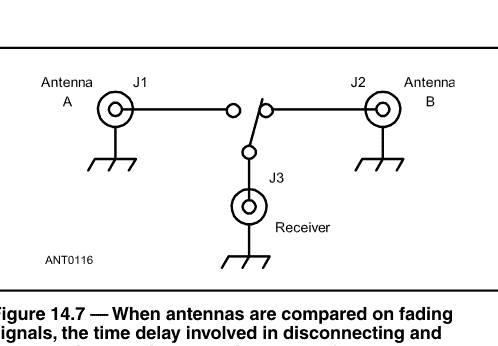 Antenna J1 J2 Antenna
A B
J3
Receiver
ANT0116
igure 14.7 — When antennas are compared on fading
ignals, the time delay involved in disconnecting and